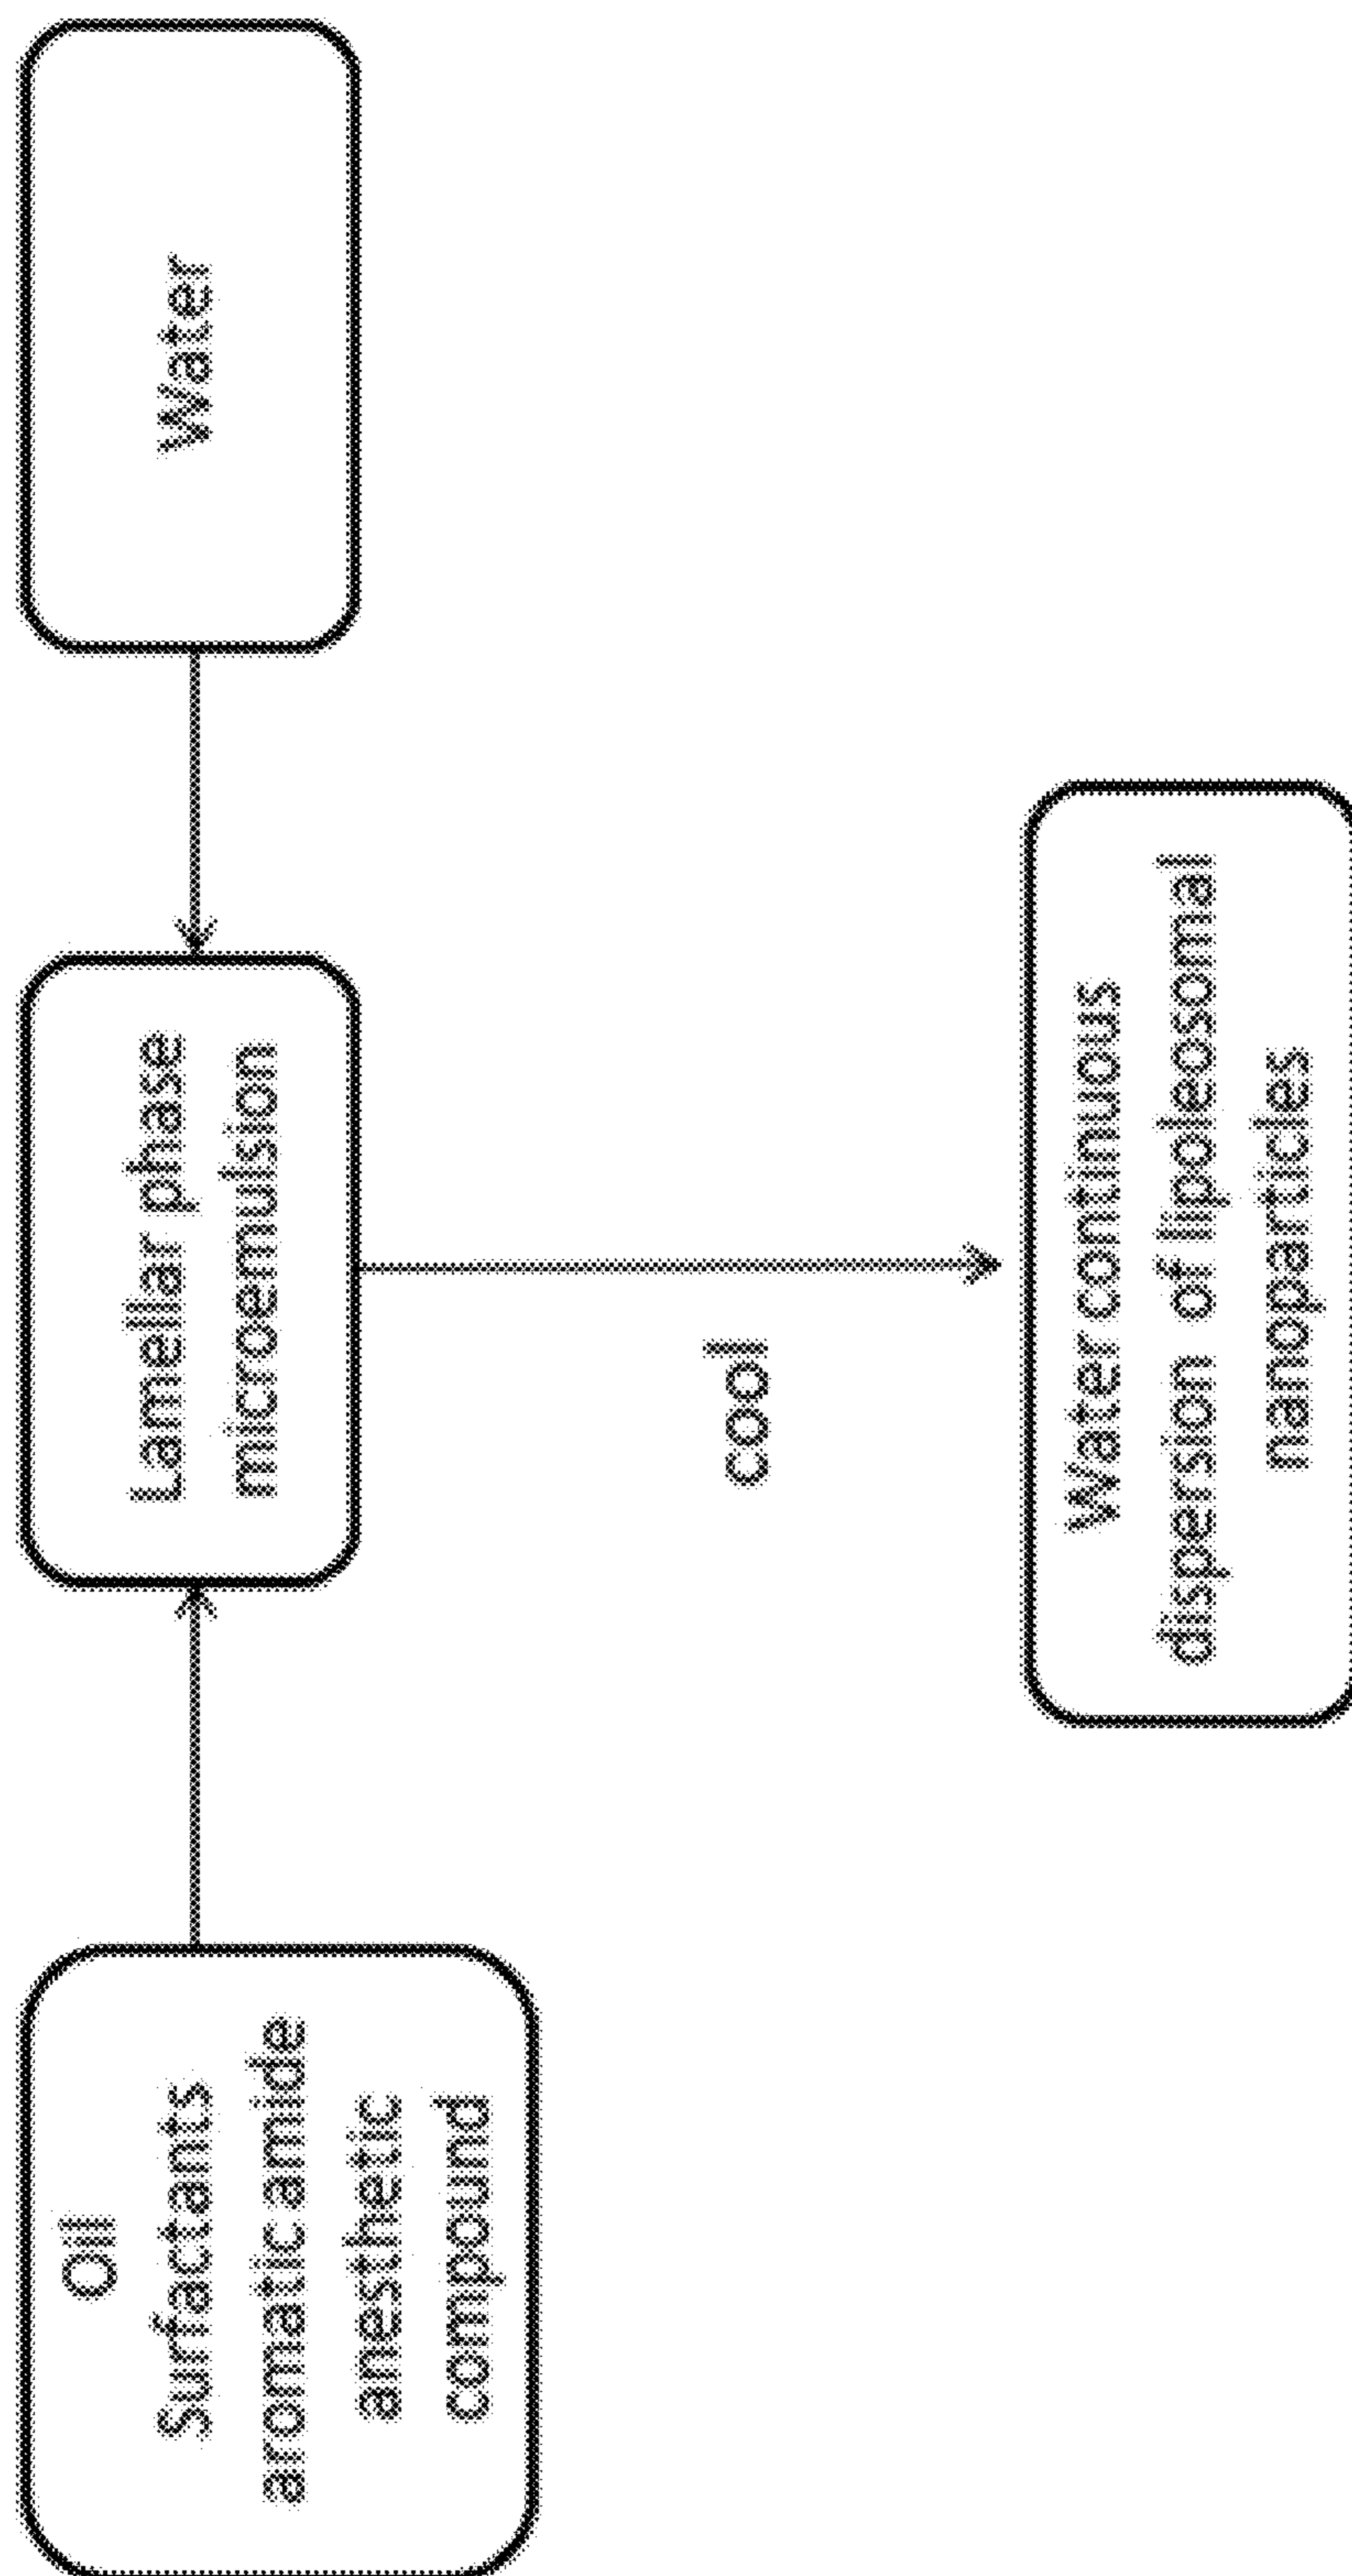 Oil
Surfactants
aromatic amide
anesthetic
compound
Lamellar phase
microemulsion
Water
cool
Water continuous
dispersion of lipoleosomal
nanoparticles